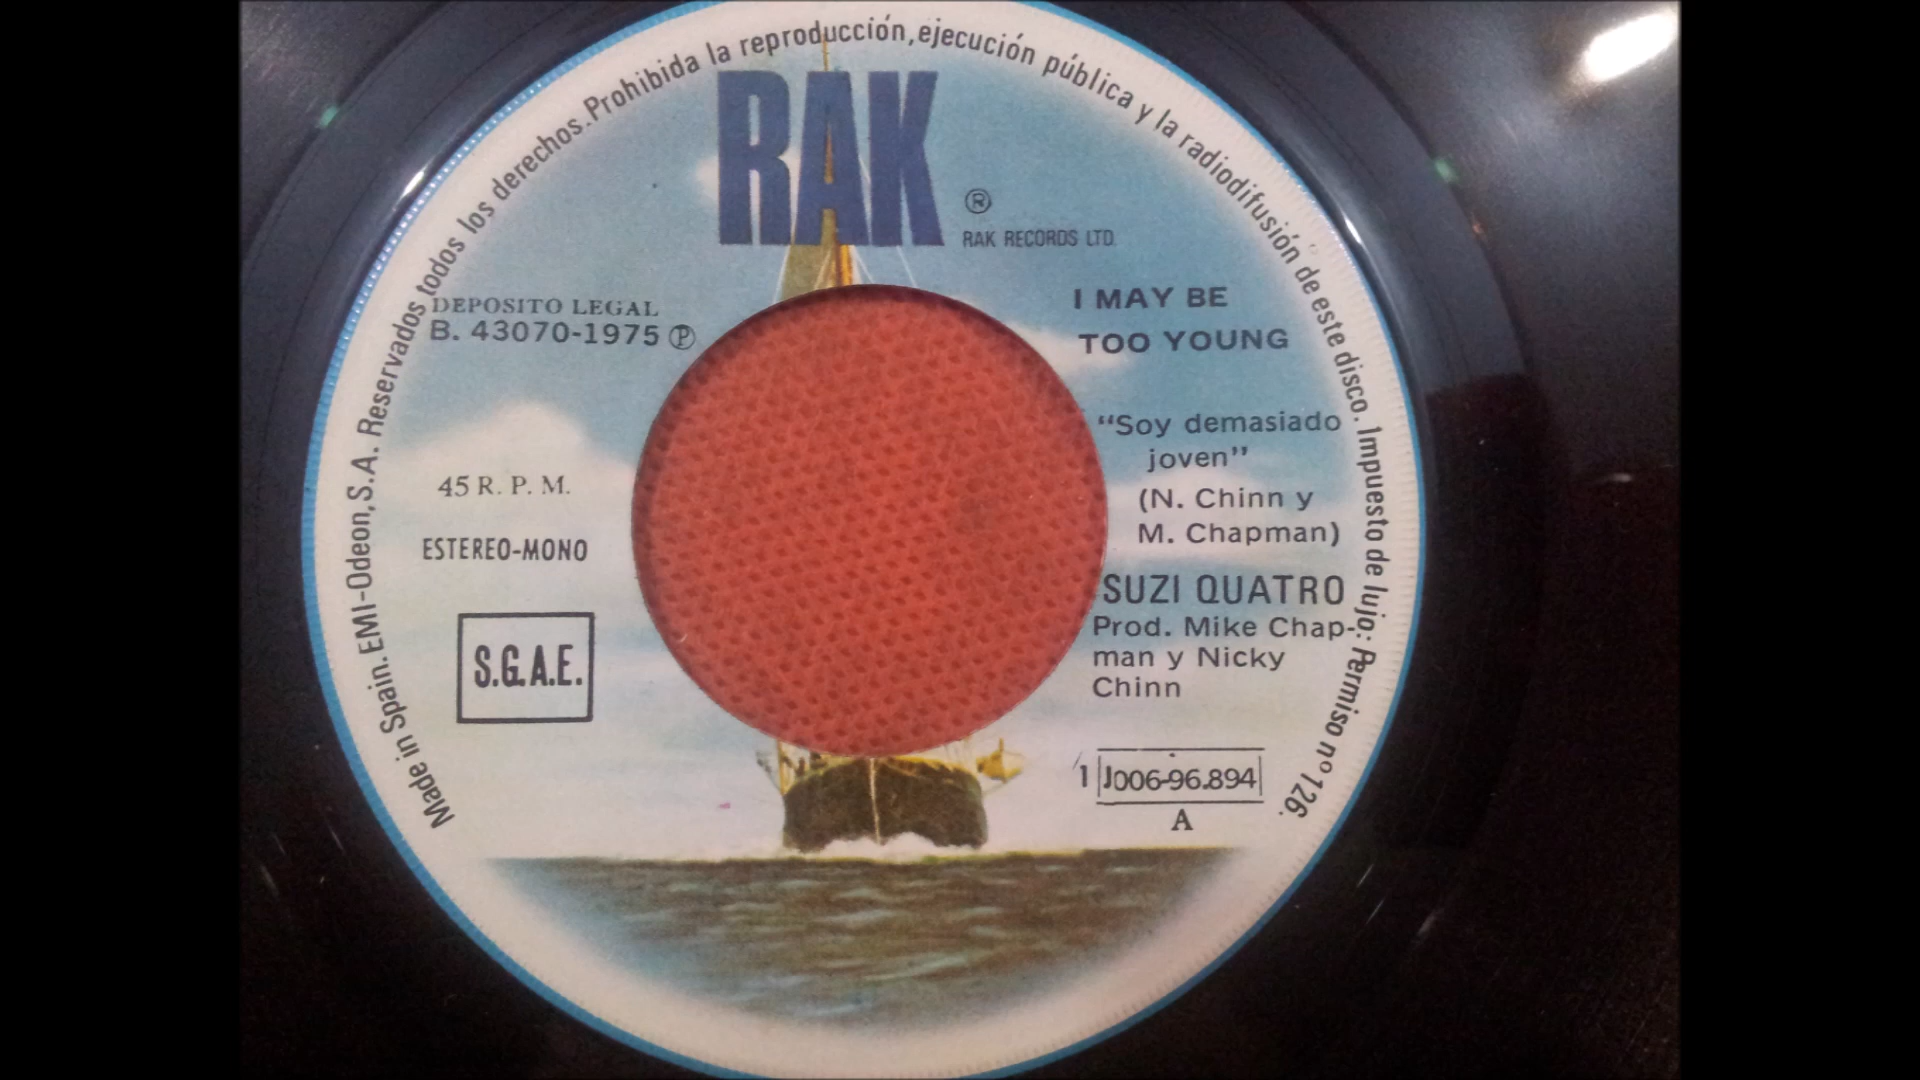 Made in Spain. EMI-Odeon, S.A. Reservados todos los derechos. Prohibida la reproducción, ejecución pública y la radiodifusión de este disco. Impuesto de lujo: Permiso nº 126.
RAK
®
RAK RECORDS LTD.
DEPOSITO LEGAL
B. 43070-1975 Ⓟ
45 R. P. M.
ESTEREO-MONO
S.G.A.E.
I MAY BE
TOO YOUNG
“Soy demasiado
joven”
(N. Chinn y
M. Chapman)
SUZI QUATRO
Prod. Mike Chap-
man y Nicky
Chinn
1 J006-96.894
A